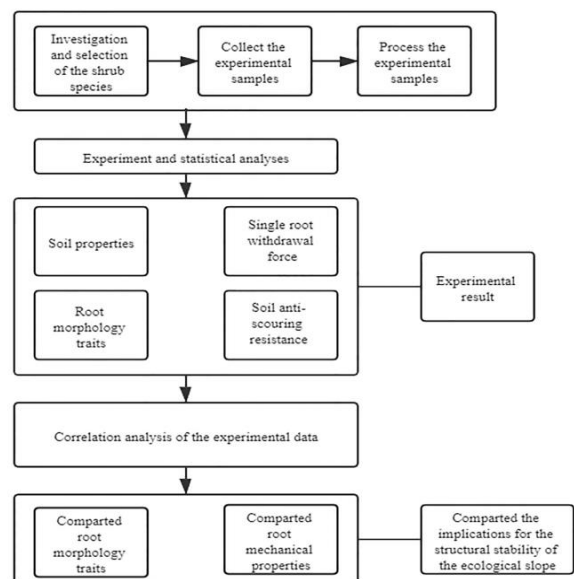 Investigation
and selection
of the shrub
species
Collect the
experimental
samples
Process the
experimental
samples
Experiment and statistical analyses
Soil properties
Single root
withdrawal
force
Root
morphology
traits
Soil anti-
scouring
resistance
Experimental
result
Correlation analysis of the experimental data
Comparted
root
morphology
traits
Comparted
root
mechanical
properties
Comparted the
implications for the
structural stability of
the ecological slope